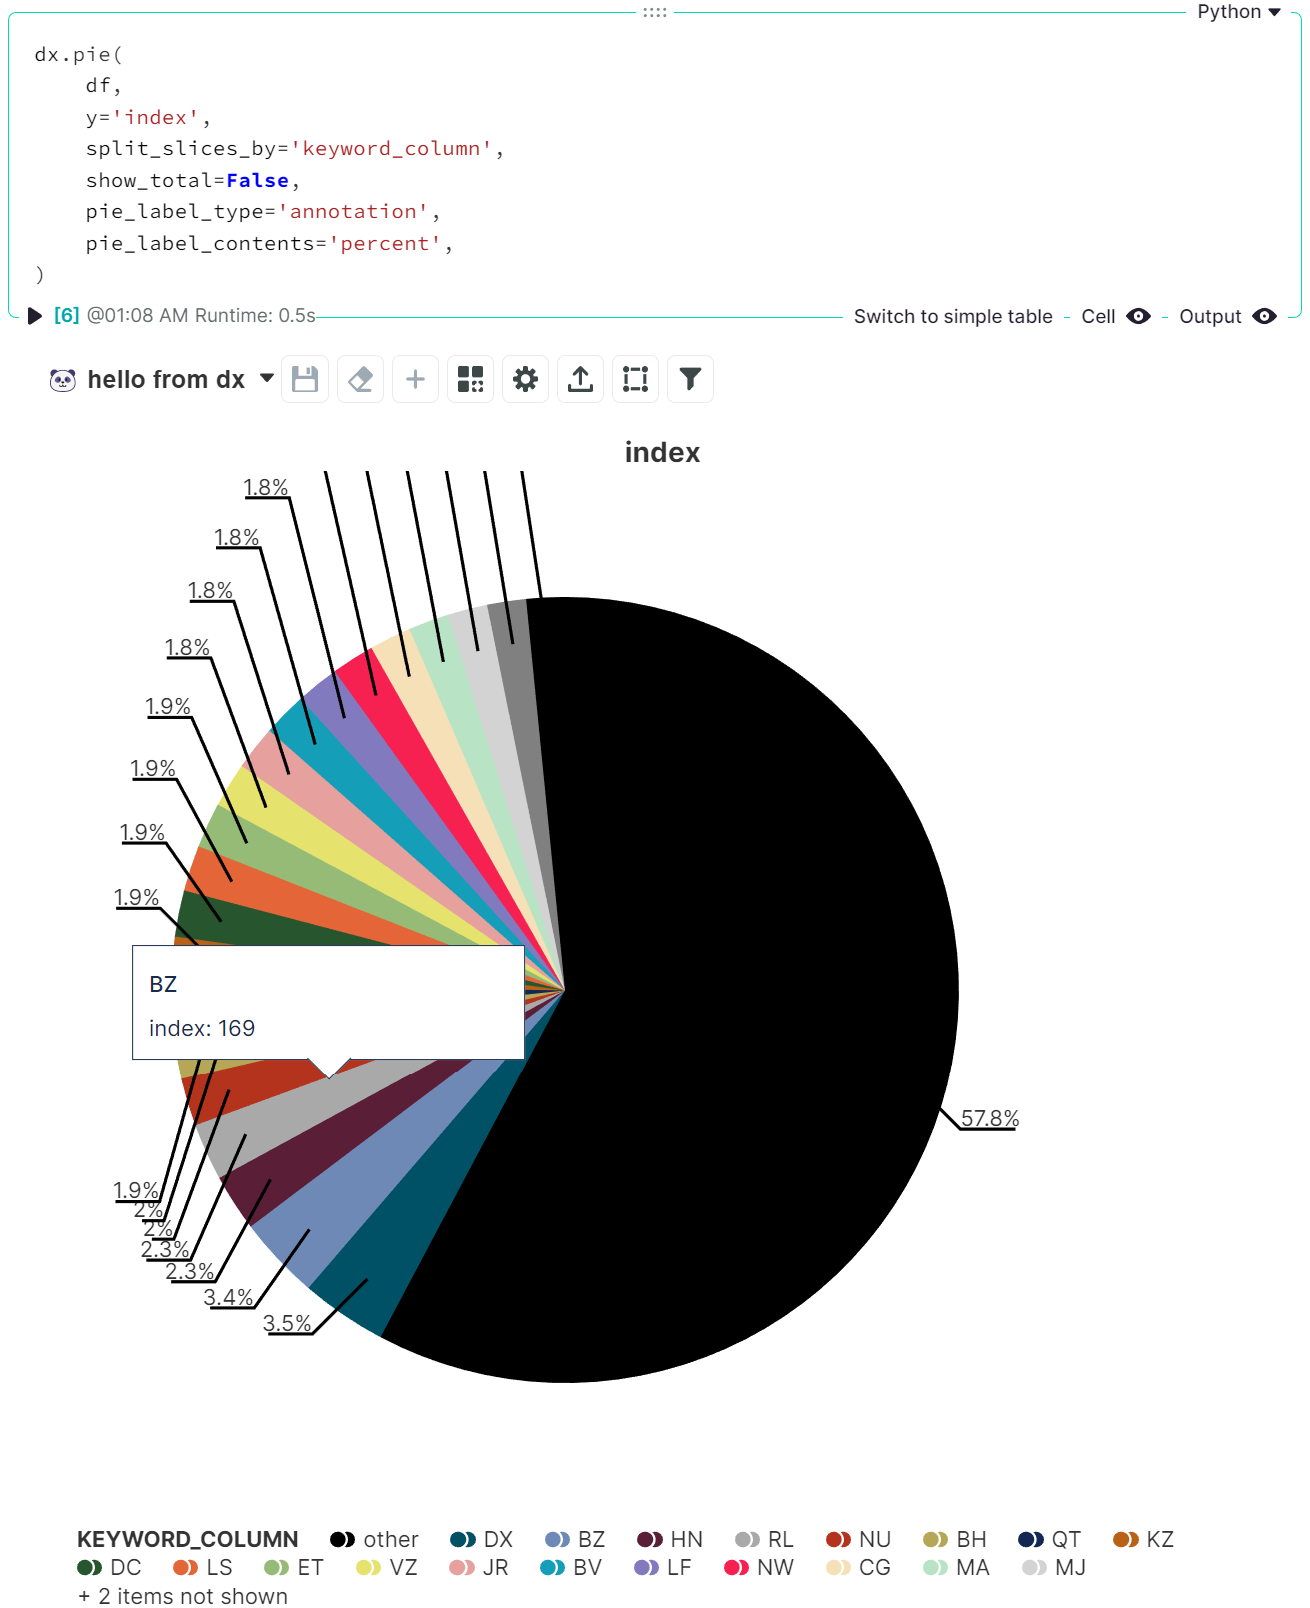 Python
dx.pie(
df,
y='index',
split_slices_by='keyword_column',
show_total=False,
pie_label_type='annotation',
pie_label_contents='percent',
)
[6] @01:08 AM Runtime: 0.5s Switch to simple table - Cell - Output
hello from dx
index
1.8%
1.8%
1.8%
1.8%
1.9%
1.9%
1.9%
1.9%
BZ
index: 169
57.8%
1.9%
2%
2%
2.3%
2.3%
3.4%
3.5%
KEYWORD_COLUMN other DX BZ HN RL NU BH QT KZ
DC LS ET VZ JR BV LF NW CG MA MJ
+ 2 items not shown